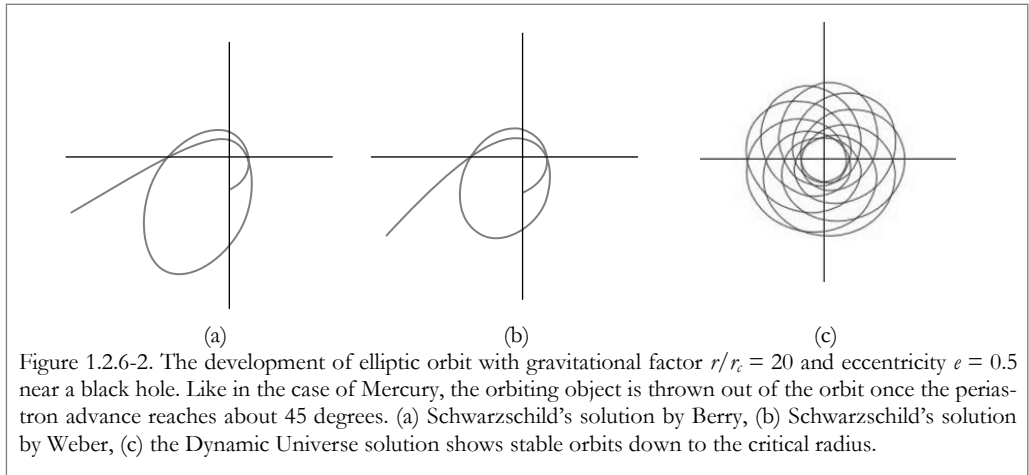 (a) (b) (c)
Figure 1.2.6-2. The development of elliptic orbit with gravitational factor r/rc = 20 and eccentricity e = 0.5
near a black hole. Like in the case of Mercury, the orbiting object is thrown out of the orbit once the perias-
tron advance reaches about 45 degrees. (a) Schwarzschild's solution by Berry, (b) Schwarzschild's solution
by Weber, (c) the Dynamic Universe solution shows stable orbits down to the critical radius.